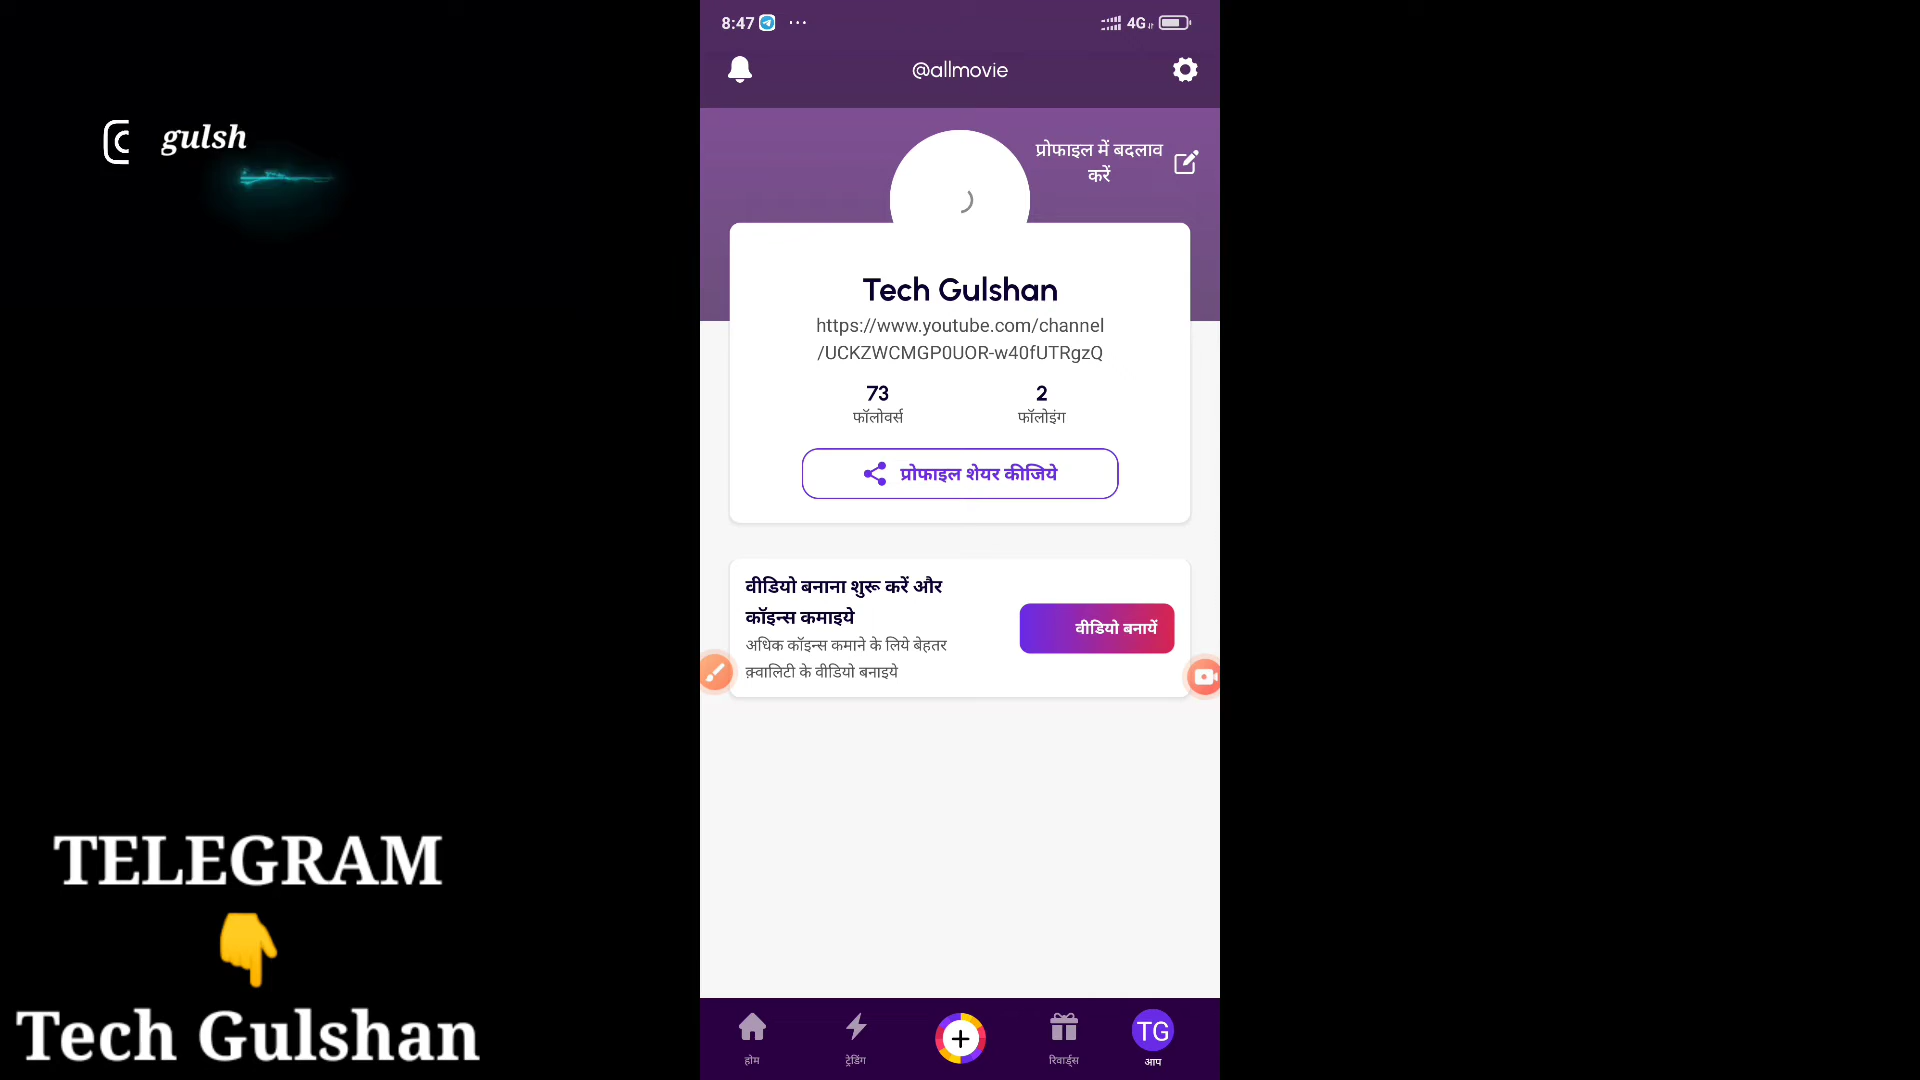 8:47
4G
@allmovie
gulsh
प्रोफाइल में बदलाव
करें
Tech Gulshan
https://www.youtube.com/channel
/UCKZWCMGP0UOR-w40fUTRgzQ
73
फॉलोवर्स
2
फॉलोइंग
प्रोफाइल शेयर कीजिये
वीडियो बनाना शुरू करें और
कॉइन्स कमाइये
अधिक कॉइन्स कमाने के लिये बेहतर
क़्वालिटी के वीडियो बनाइये
वीडियो बनायें
TELEGRAM
Tech Gulshan
होम
ट्रेडिंग
रिवार्ड्स
TG
आप